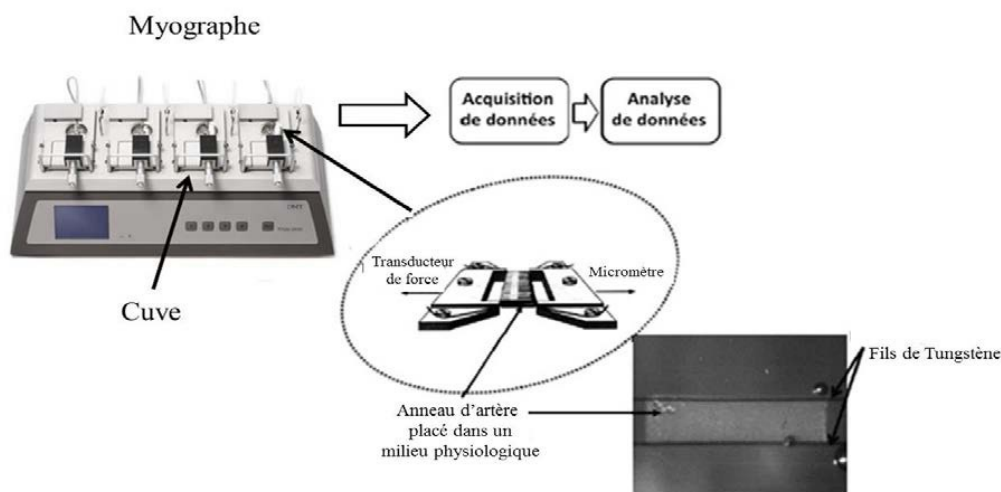 Myographe
Acquisition
de données
Analyse
de données
DMT
Transducteur
de force
Micromètre
Cuve
Fils de Tungstène
Anneau d'artère
placé dans un
milieu physiologique